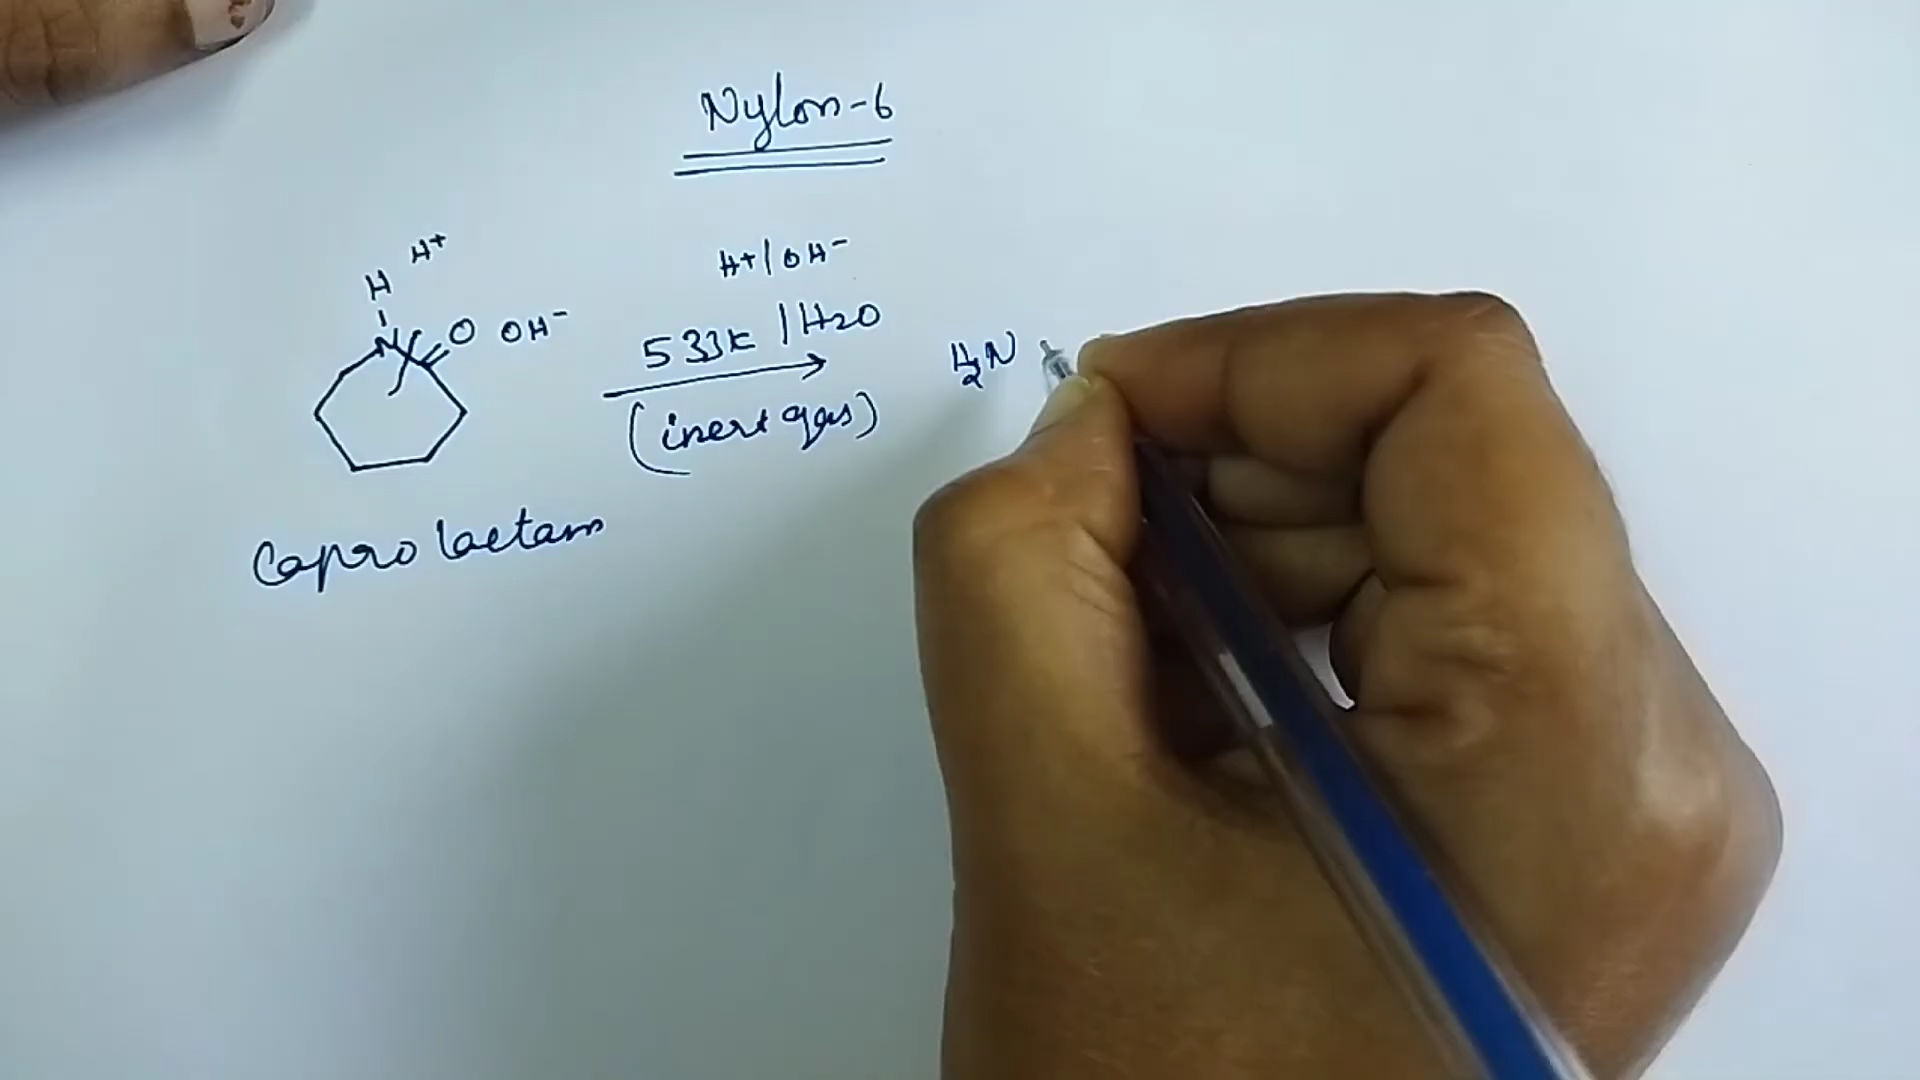 Nylon-6
H+
H
N O OH-
H+/OH-
533K /H2O
(inert gas)
H2N
Caprolactam